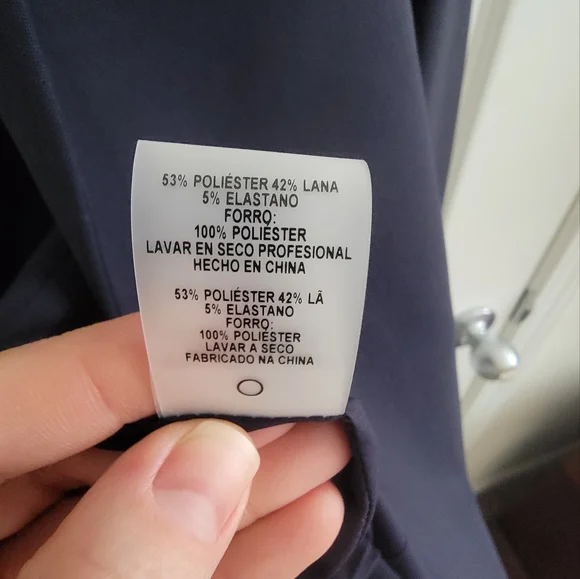 53% POLIÉSTER 42% LANA
5% ELASTANO
FORRO:
100% POLIÉSTER
LAVAR EN SECO PROFESIONAL
HECHO EN CHINA
53% POLIÉSTER 42% LÃ
5% ELASTANO
FORRO:
100% POLIÉSTER
LAVAR A SECO
FABRICADO NA CHINA